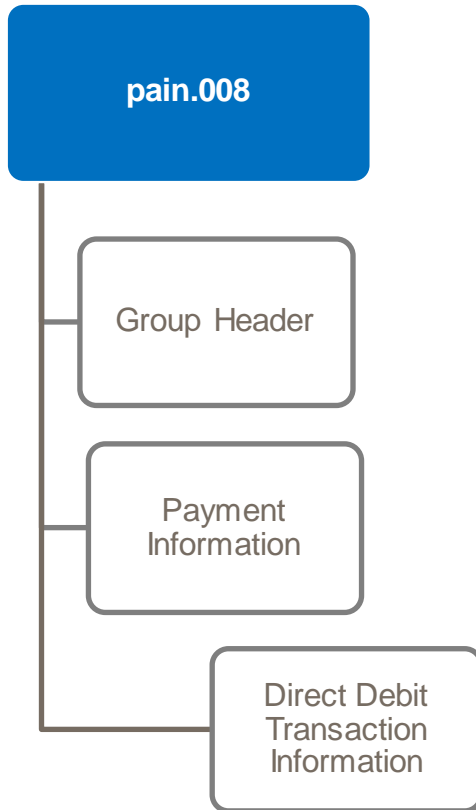 pain.008
Group Header
Payment
Information
Direct Debit
Transaction
Information